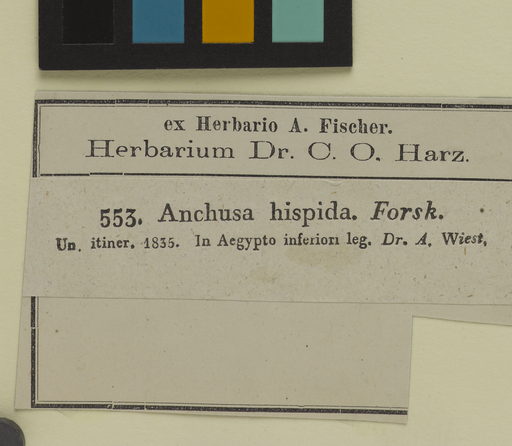 ex Herbario A. Fischer.
Herbarium Dr. C. O. Harz.
553. Anchusa hispida. Forsk.
Un. itiner. 1835. In Aegypto inferiori leg. Dr. A. Wiest,